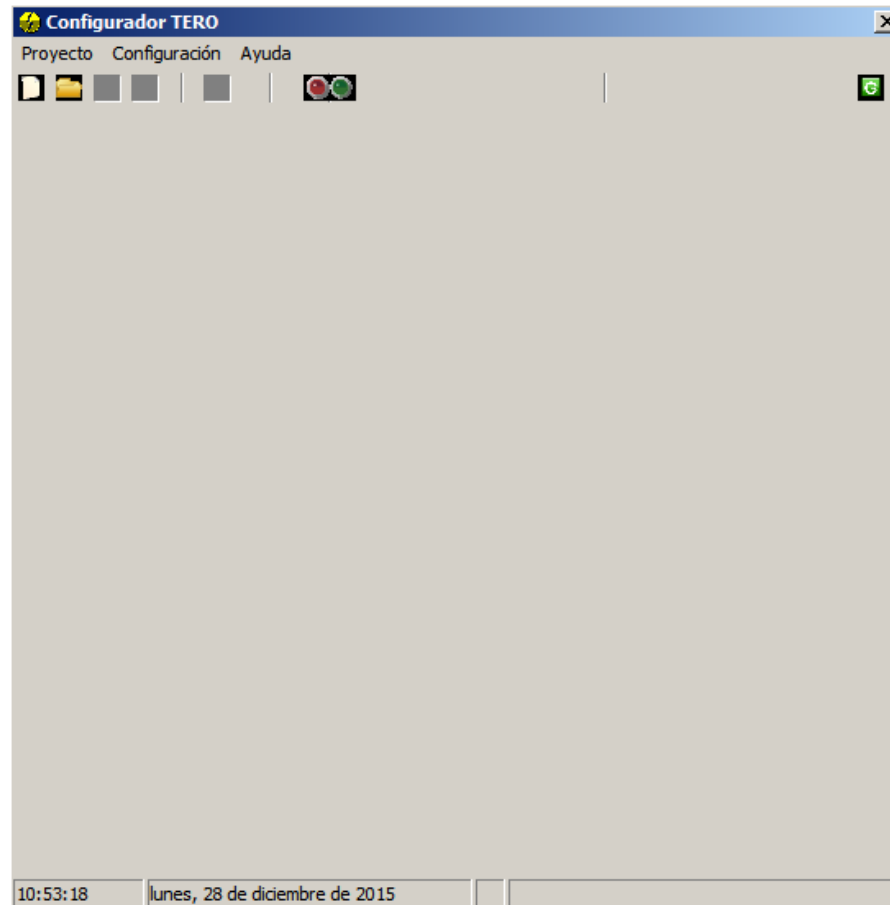 Configurador TERO
Proyecto Configuración Ayuda
G
10:53:18 lunes, 28 de diciembre de 2015